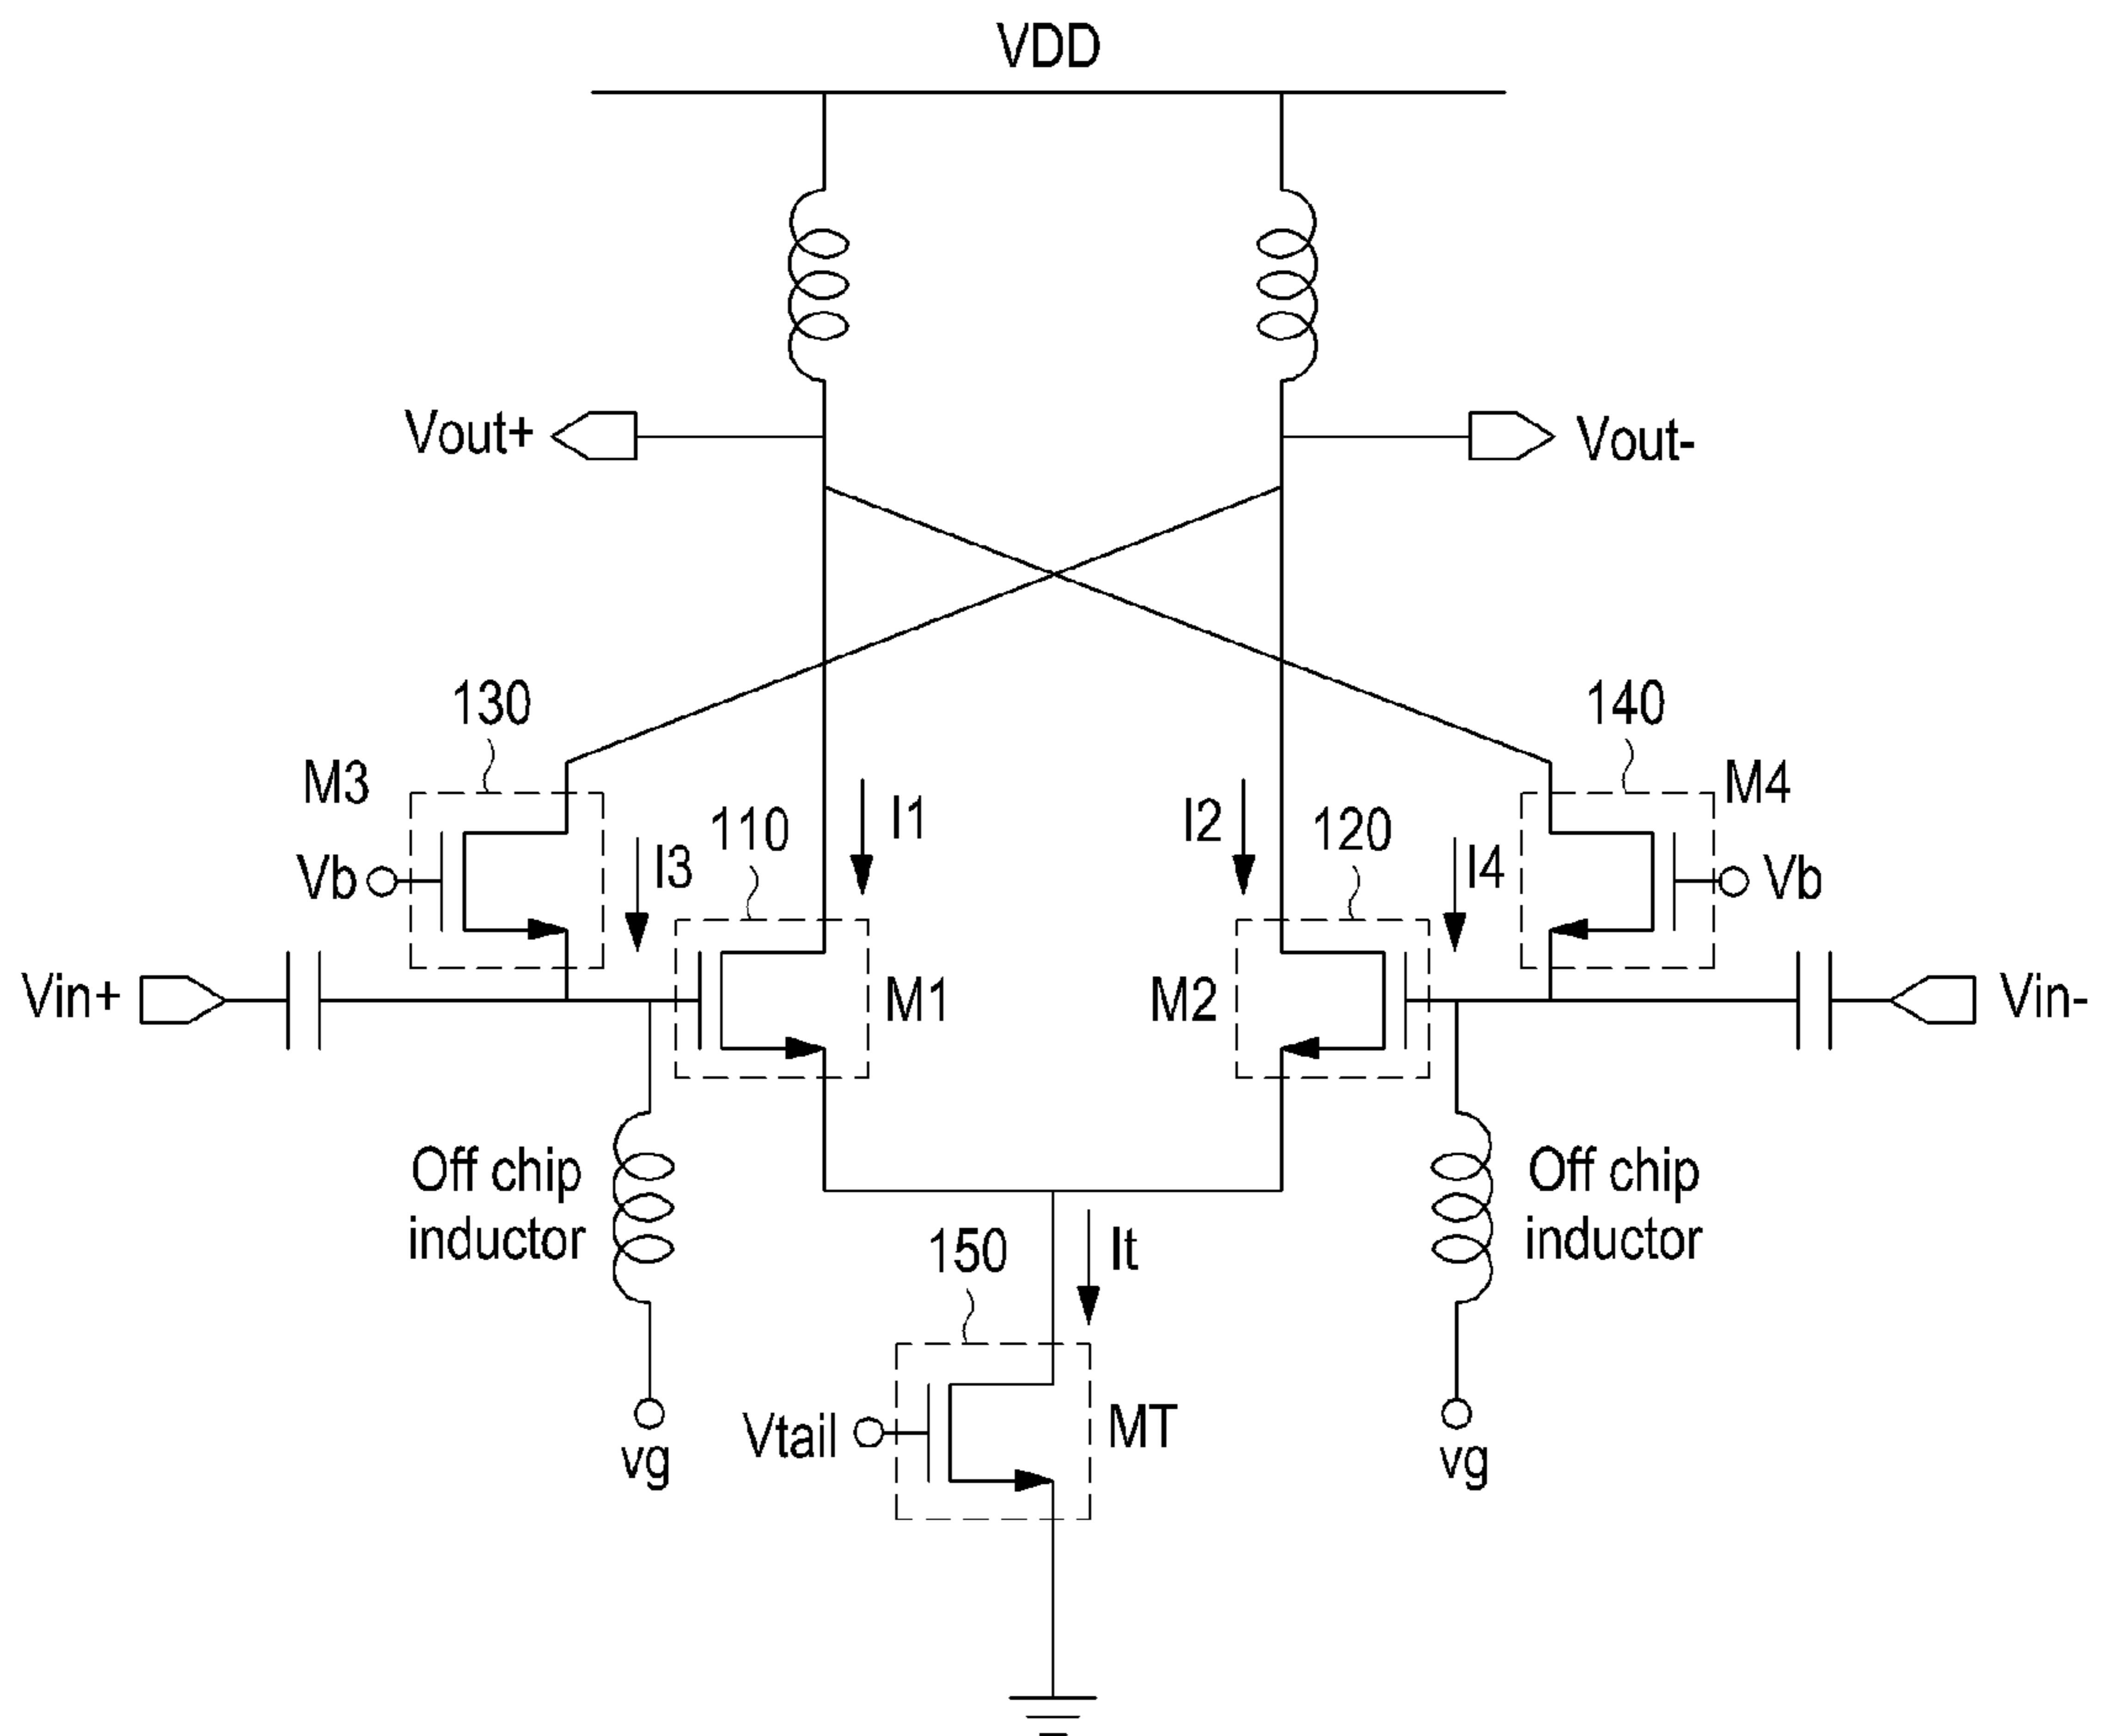 VDD
Vout+
Vout-
130
140
M3
M4
110
I1
I2
120
Vb
I3
I4
Vb
Vin+
M1
M2
Vin-
Off chip
inductor
Off chip
inductor
150
It
Vtail
MT
vg
vg